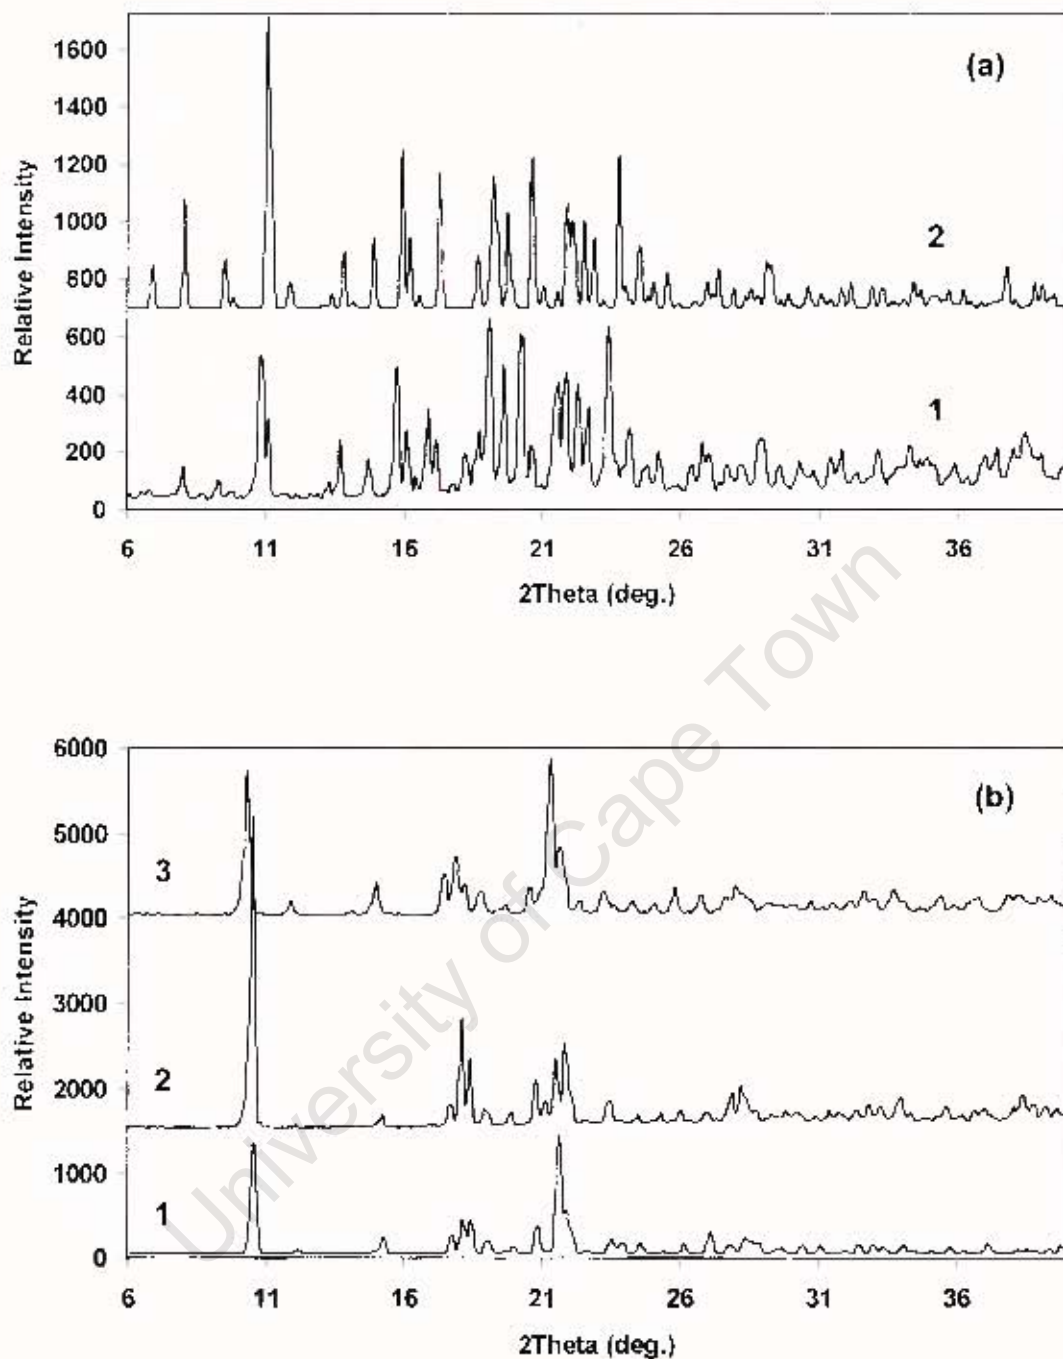 (a)
1600
1400
1200
1000
800
600
400
200
0
Relative Intensity
2
1
6 11 16 21 26 31 36
2Theta (deg.)
(b)
6000
5000
4000
3000
2000
1000
0
Relative Intensity
3
2
1
6 11 16 21 26 31 36
2Theta (deg.)
University of Cape Town